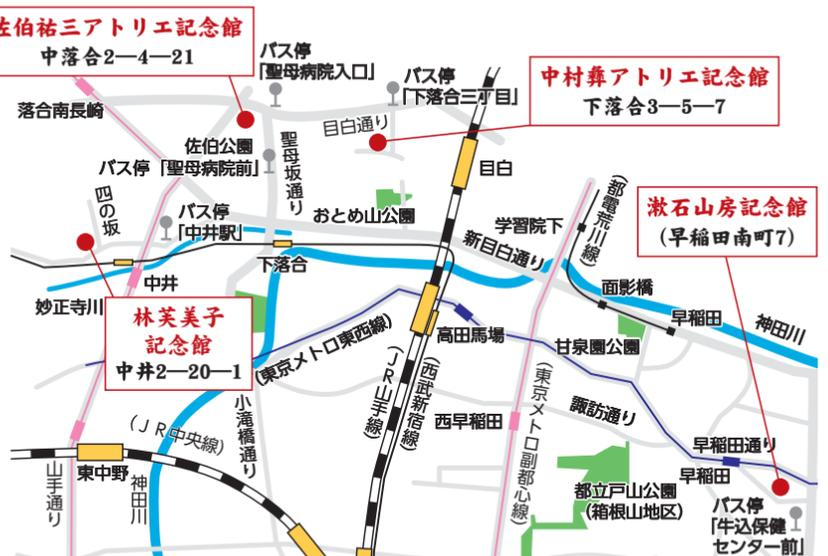 佐伯祐三アトリエ記念館
中落合2―4―21
バス停
「聖母病院入口」
バス停
「下落合三丁目」
中村彝アトリエ記念館
下落合3―5―7
落合南長崎
目白通り
佐伯公園
バス停「聖母病院前」
聖母坂通り
目白
四の坂
バス停
「中井駅」
おとめ山公園
学習院下
(都電荒川線)
漱石山房記念館
(早稲田南町7)
新目白通り
下落合
中井
妙正寺川
面影橋
早稲田
神田川
林芙美子
記念館
中井2―20―1
高田馬場
甘泉園公園
(東京メトロ東西線)
(JR山手線)
(西武新宿線)
(東京メトロ副都心線)
諏訪通り
西早稲田
小滝橋通り
(JR中央線)
早稲田通り
早稲田
東中野
山手通り
神田川
都立戸山公園
(箱根山地区)
バス停
「牛込保健
センター前」